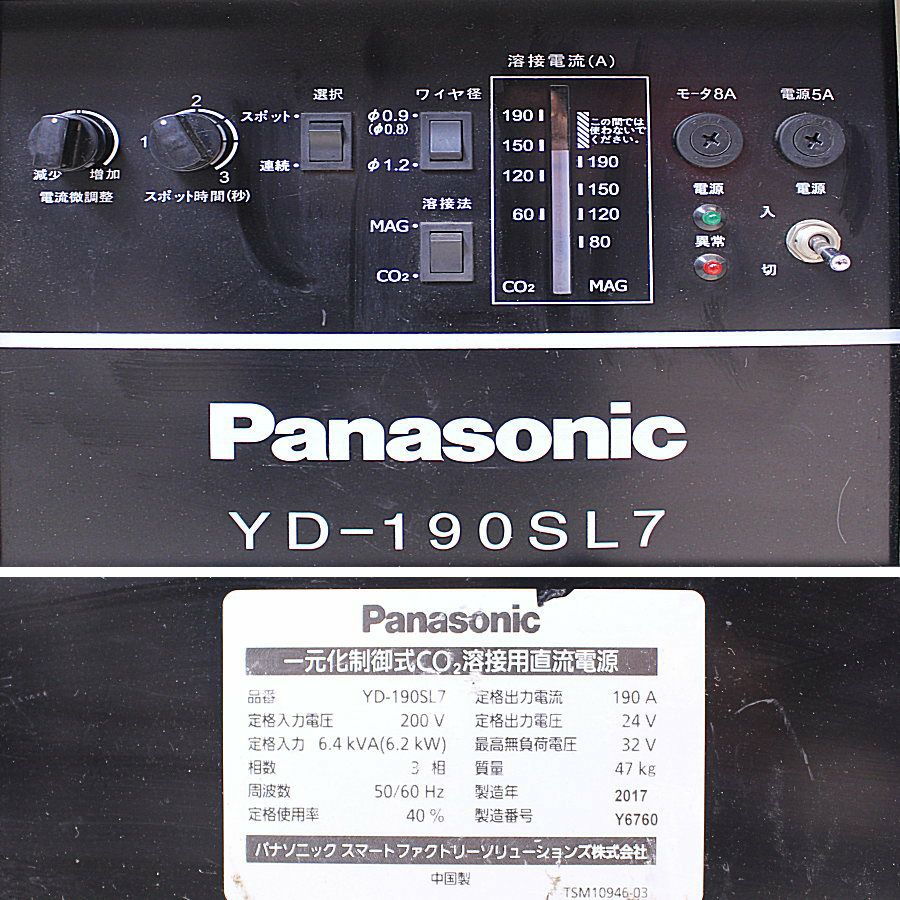 溶接電流(A)
選択
ワイヤ径
モータ8A
電源5A
減少
増加
電流微調整
1
2
3
スポット時間(秒)
スポット
連続
φ0.9
(φ0.8)
φ1.2
溶接法
MAG
CO₂
190
150
120
60
CO₂
この間では
使わないで
ください。
190
150
120
80
MAG
電源
異常
電源
入
切
Panasonic
YD-190SL7
Panasonic
一元化制御式CO₂溶接用直流電源
品番 YD-190SL7 定格出力電流 190 A
定格入力電圧 200 V 定格出力電圧 24 V
定格入力 6.4 kVA(6.2 kW) 最高無負荷電圧 32 V
相数 3 相 質量 47 kg
周波数 50/60 Hz 製造年 2017
定格使用率 40 % 製造番号 Y6760
パナソニック スマートファクトリーソリューションズ株式会社
中国製
TSM10946-03